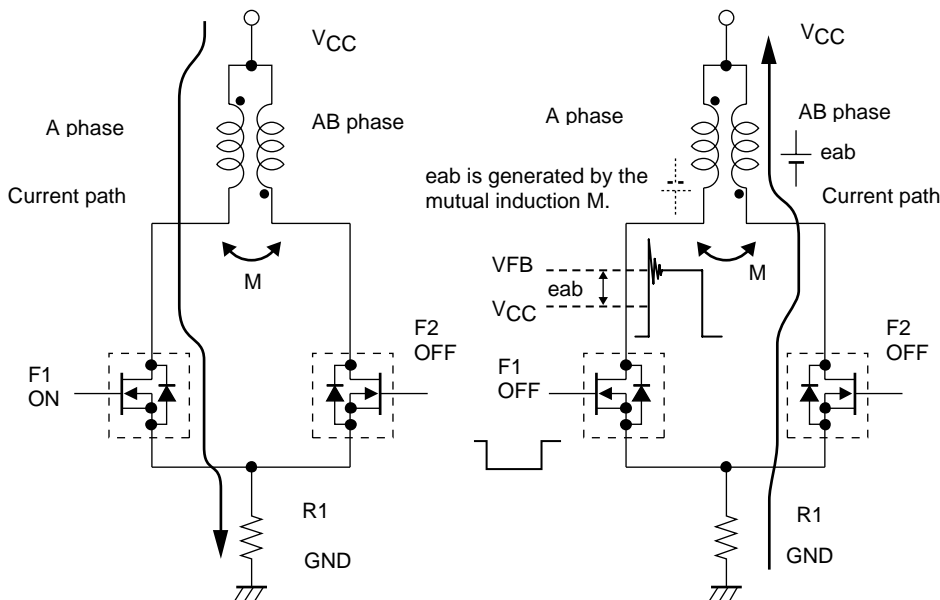 VCC
A phase
AB phase
Current path
M
F1
ON
F2
OFF
R1
GND
VCC
A phase
AB phase
eab
eab is generated by the
mutual induction M.
Current path
M
VFB
eab
VCC
F1
OFF
F2
OFF
R1
GND